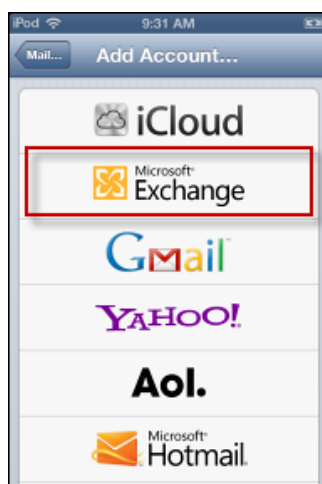 iPod 9:31 AM
Mail... Add Account...
iCloud
Microsoft
Exchange
Gmail
YAHOO!
Aol.
Microsoft
Hotmail